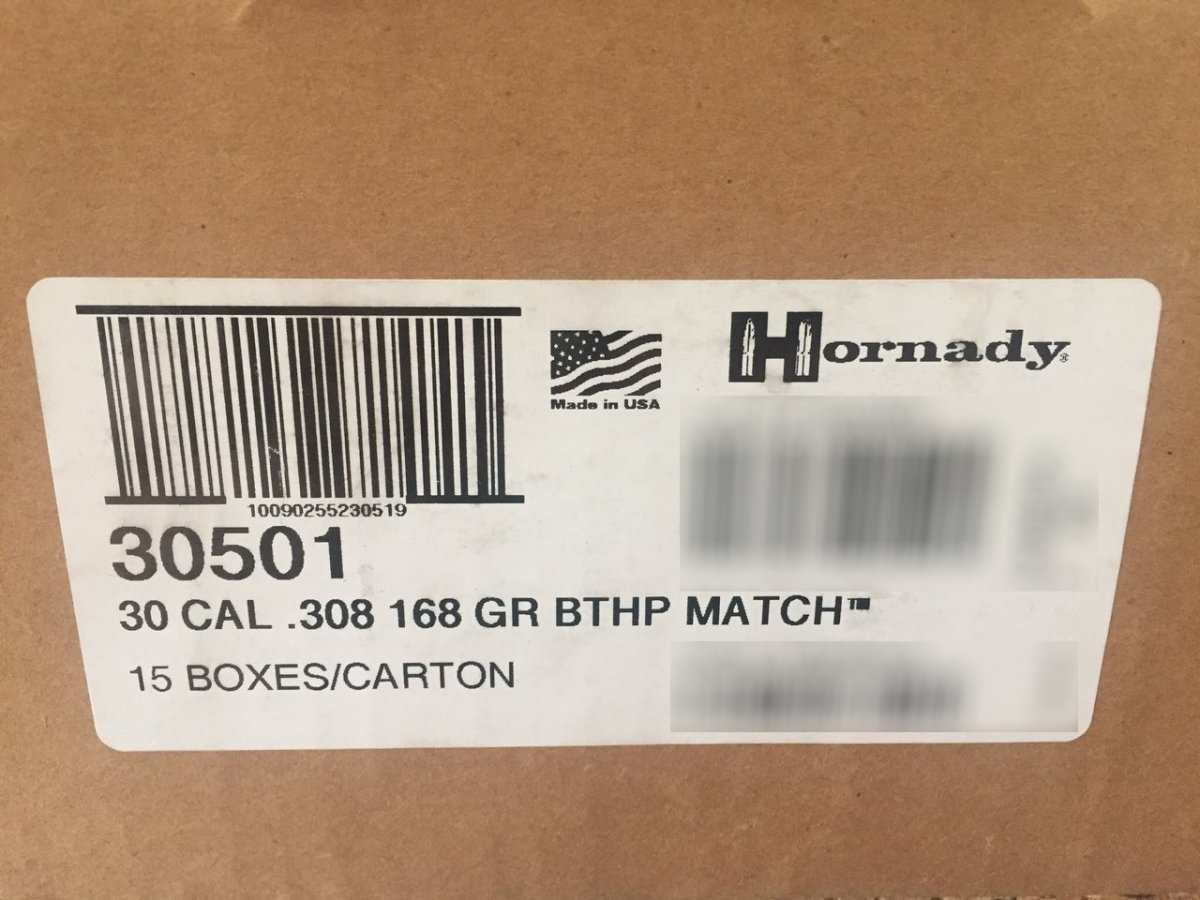 Hornady®
Made in USA
10090255230519
30501
30 CAL .308 168 GR BTHP MATCH™
15 BOXES/CARTON